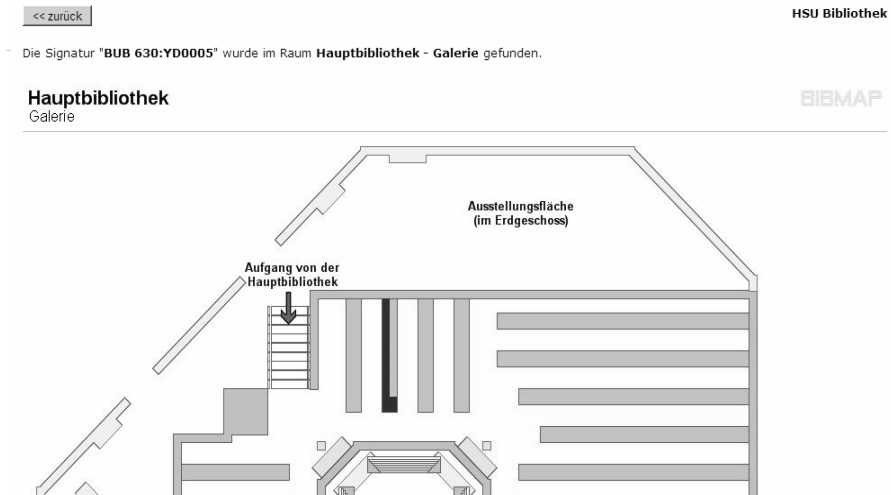 << zurück
HSU Bibliothek
Die Signatur "BUB 630:YD0005" wurde im Raum Hauptbibliothek - Galerie gefunden.
Hauptbibliothek
Galerie
BIBMAP
Ausstellungsfläche
(im Erdgeschoss)
Aufgang von der
Hauptbibliothek